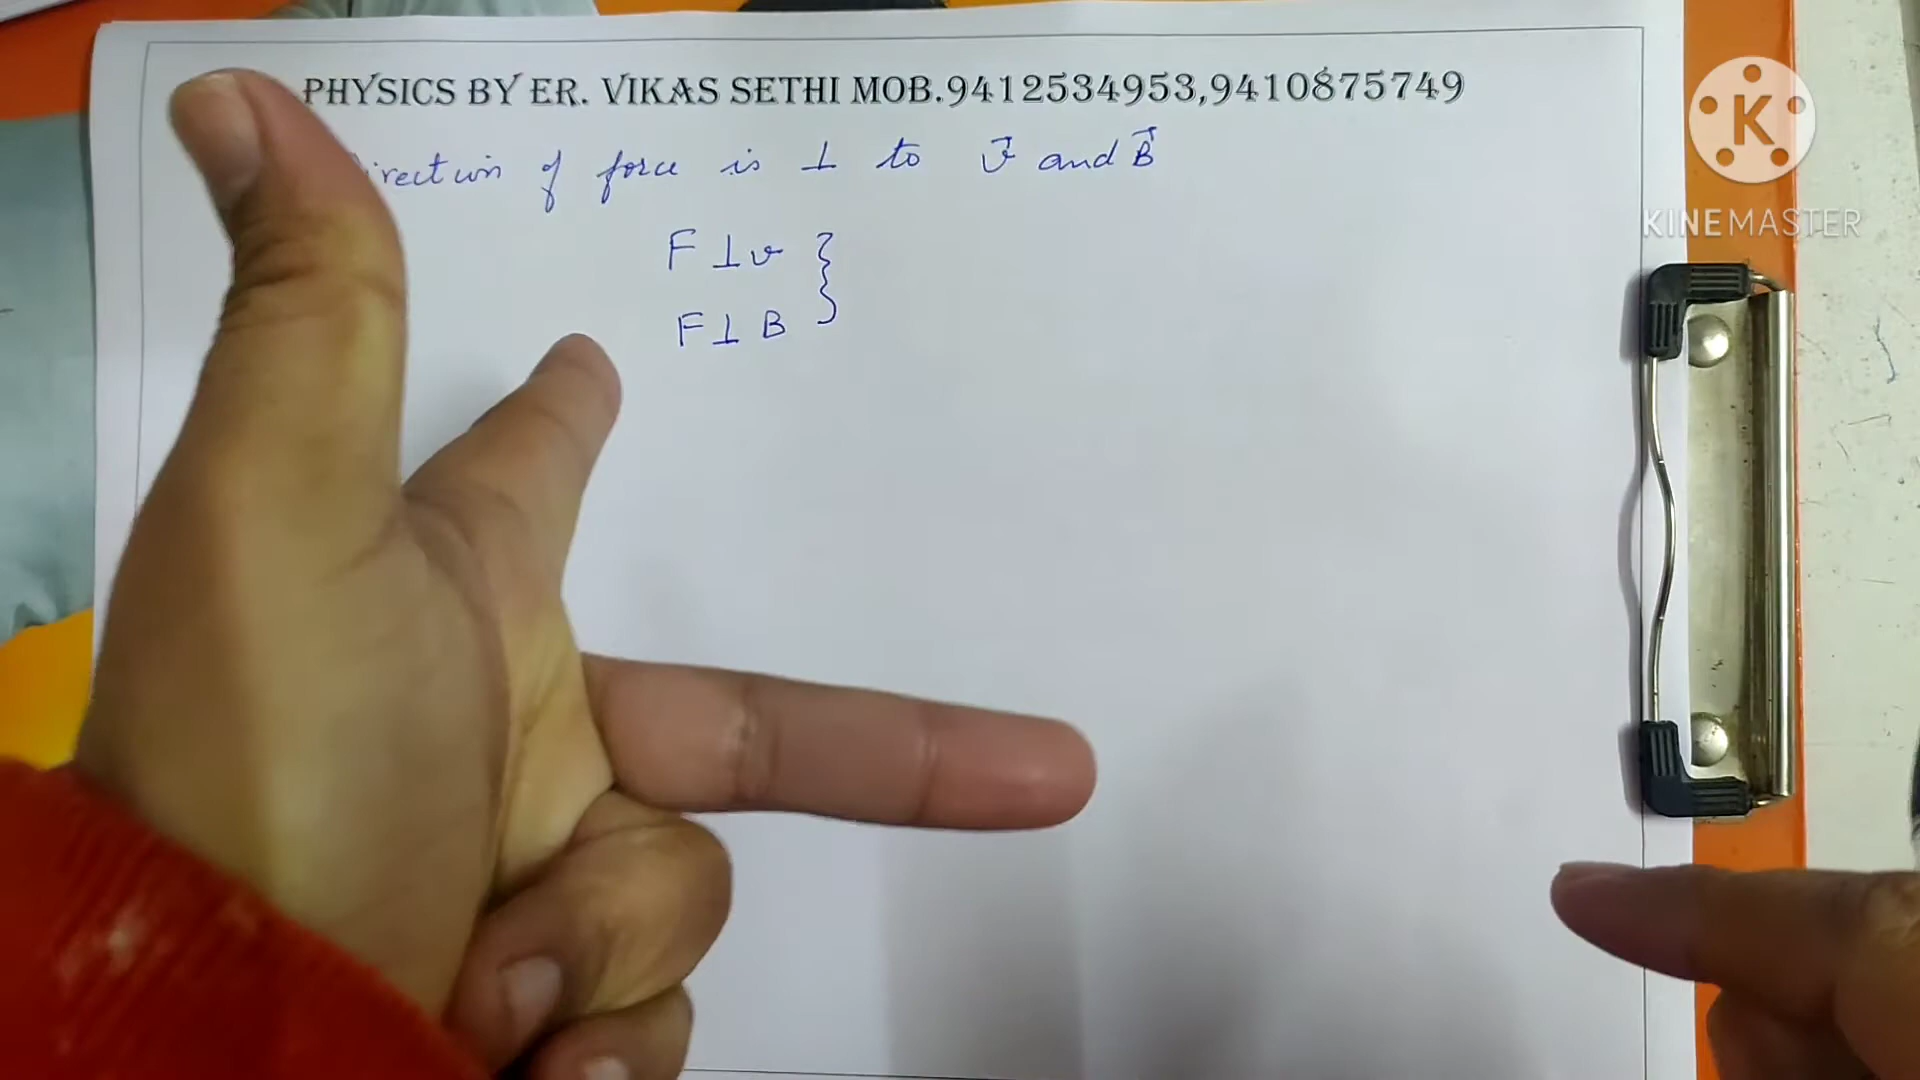 PHYSICS BY ER. VIKAS SETHI MOB.9412534953,9410875749
irection of force is ⊥ to v⃗ and B⃗
F ⊥ v
F ⊥ B
K
KINEMASTER